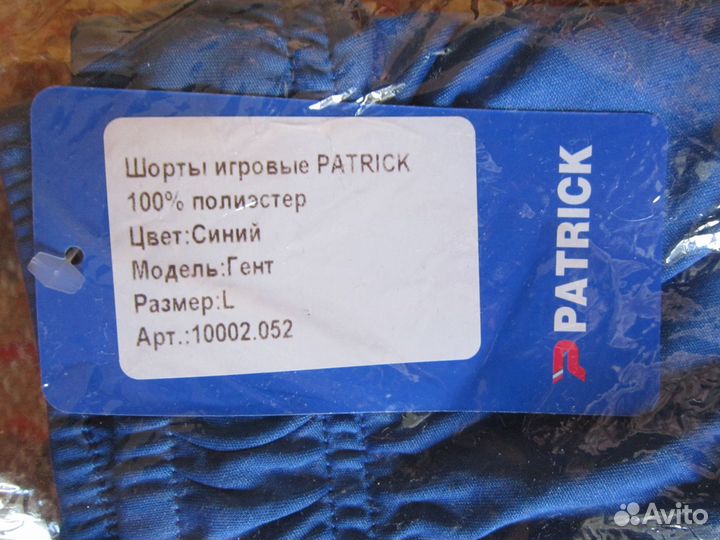 Шорты игровые PATRICK
100% полиэстер
Цвет:Синий
Модель:Гент
Размер:L
Арт.:10002.052
PATRICK
Avito